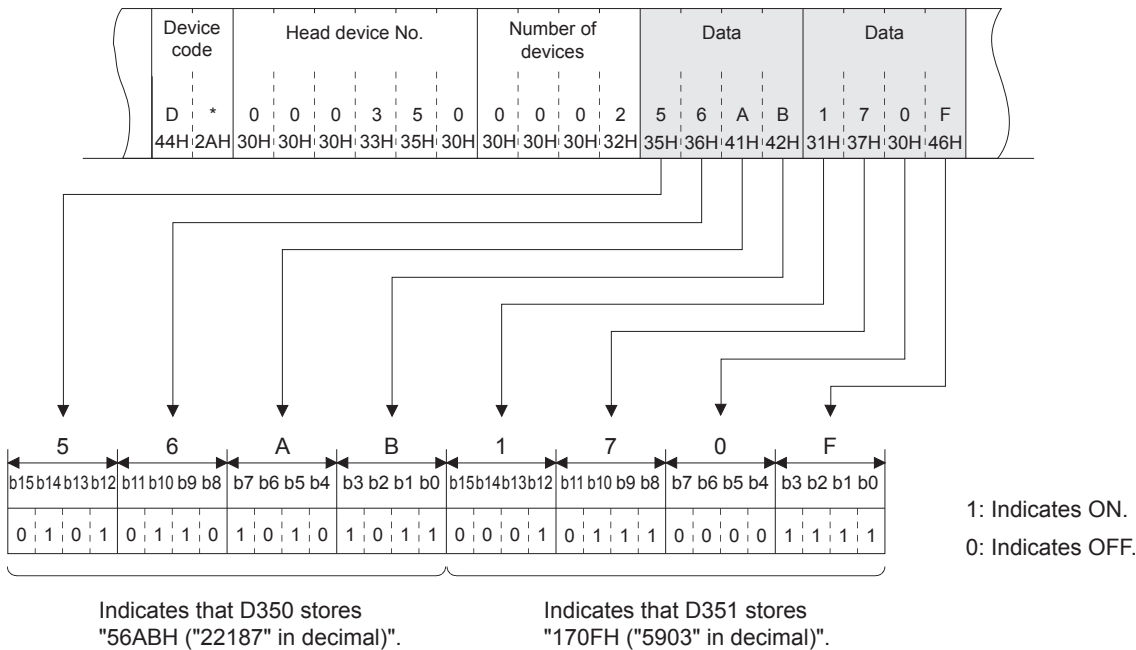 Device code Head device No. Number of devices Data Data
D * 0 0 0 3 5 0 0 0 0 2 5 6 A B 1 7 0 F
44H 2AH 30H 30H 30H 33H 35H 30H 30H 30H 30H 32H 35H 36H 41H 42H 31H 37H 30H 46H
5 6 A B 1 7 0 F
b15 b14 b13 b12 b11 b10 b9 b8 b7 b6 b5 b4 b3 b2 b1 b0 b15 b14 b13 b12 b11 b10 b9 b8 b7 b6 b5 b4 b3 b2 b1 b0
0 1 0 1 0 1 1 0 1 0 1 0 1 0 1 1 0 0 0 1 0 1 1 1 0 0 0 0 1 1 1 1
1: Indicates ON.
0: Indicates OFF.
Indicates that D350 stores
"56ABH ("22187" in decimal)".
Indicates that D351 stores
"170FH ("5903" in decimal)".